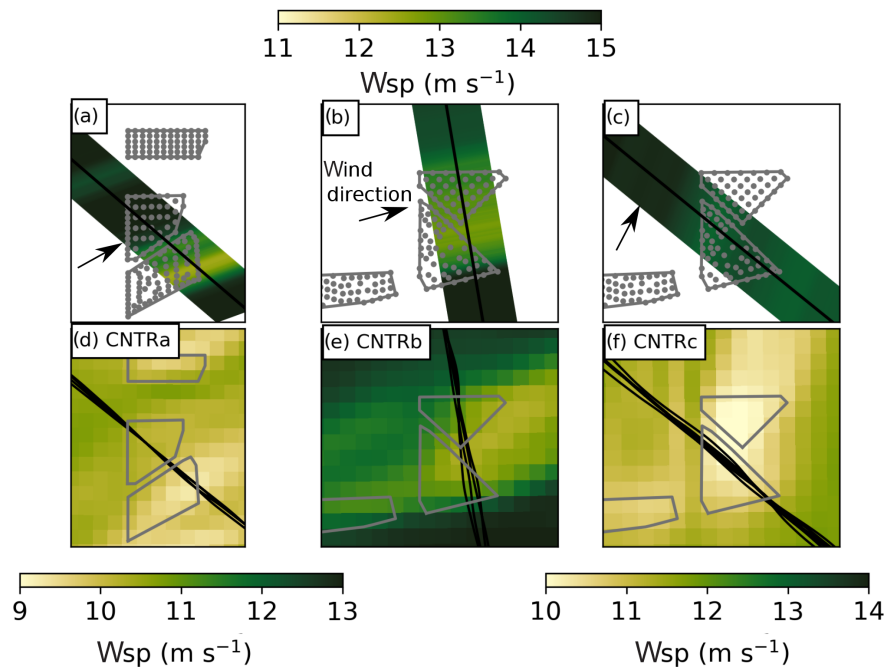 11 12 13 14 15
Wsp (m s⁻¹)
(a)
(b)
(c)
Wind
direction
(d) CNTRa
(e) CNTRb
(f) CNTRc
9 10 11 12 13
Wsp (m s⁻¹)
10 11 12 13 14
Wsp (m s⁻¹)